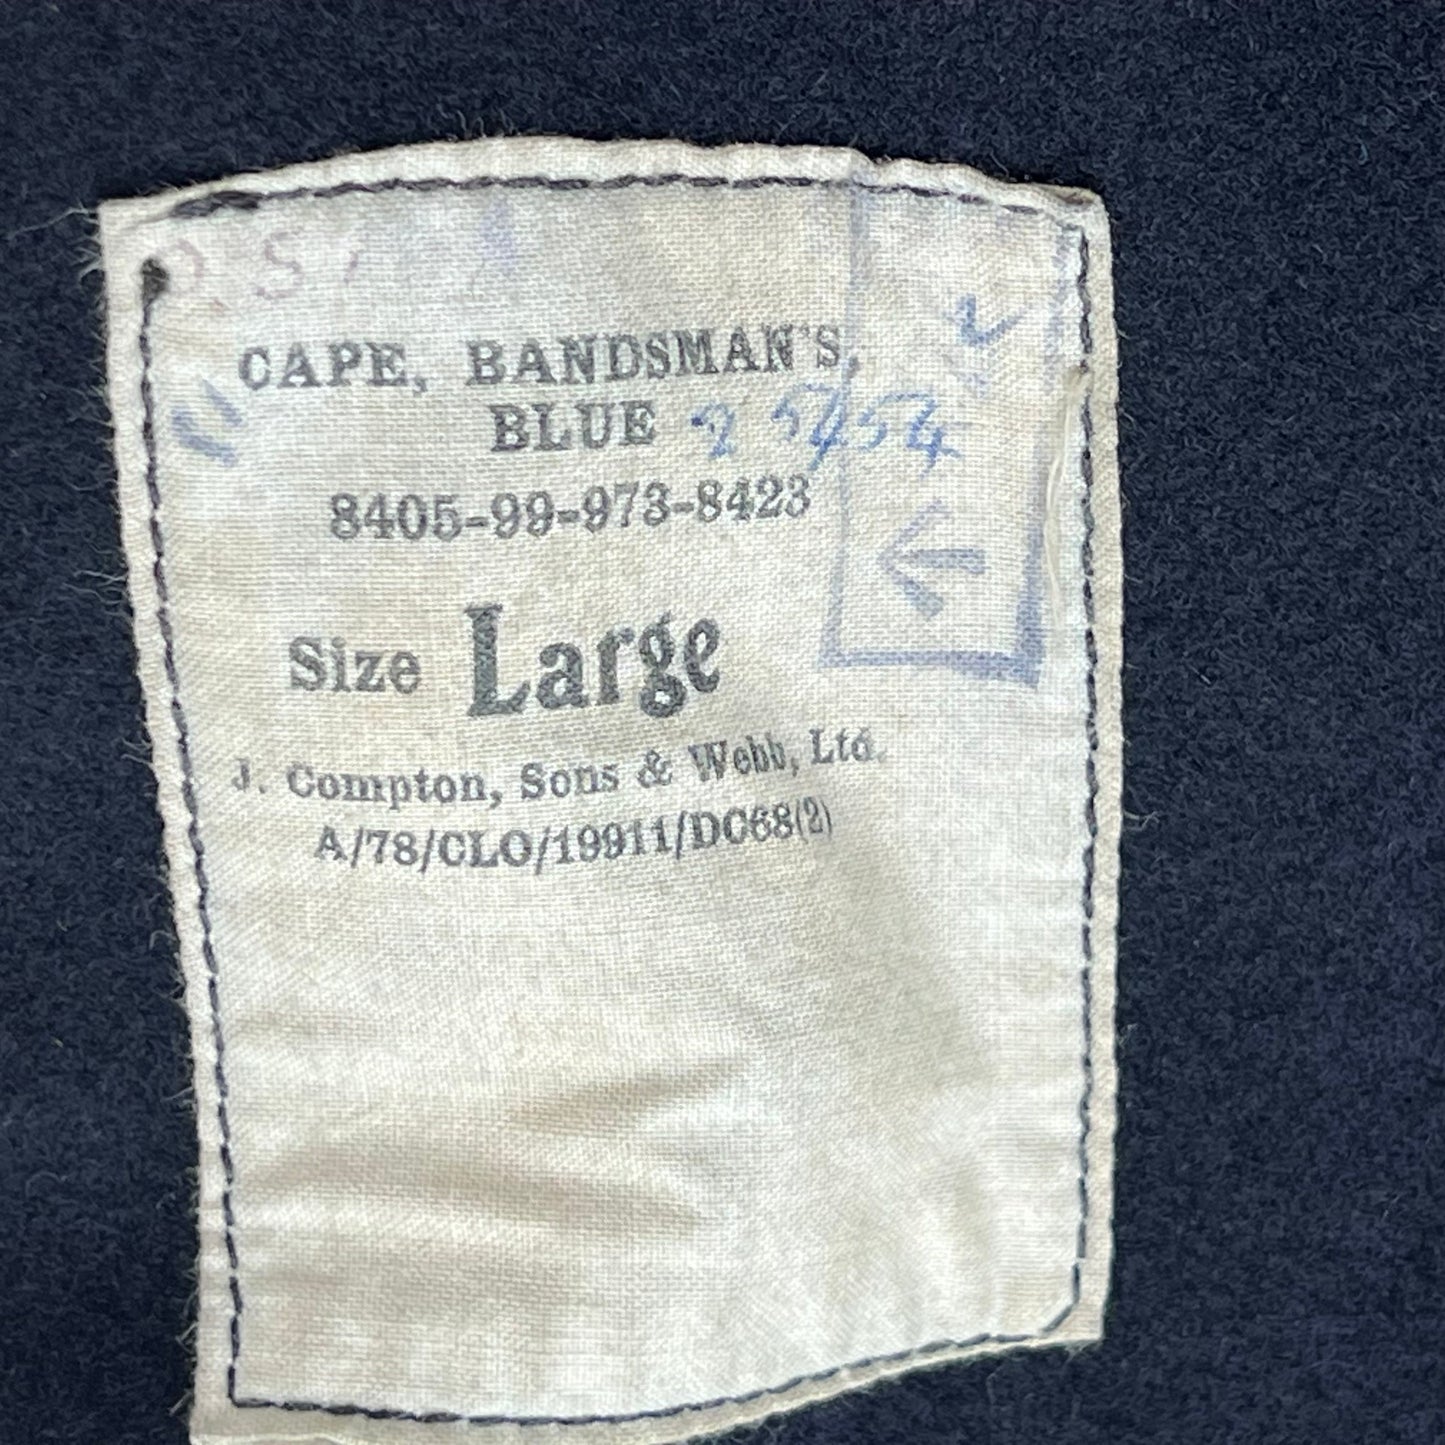 CAPE, BANDSMAN'S,
BLUE
8405-99-973-8423
Size Large
J. Compton, Sons & Webb, Ltd.
A/78/CLO/19911/DC68(2)